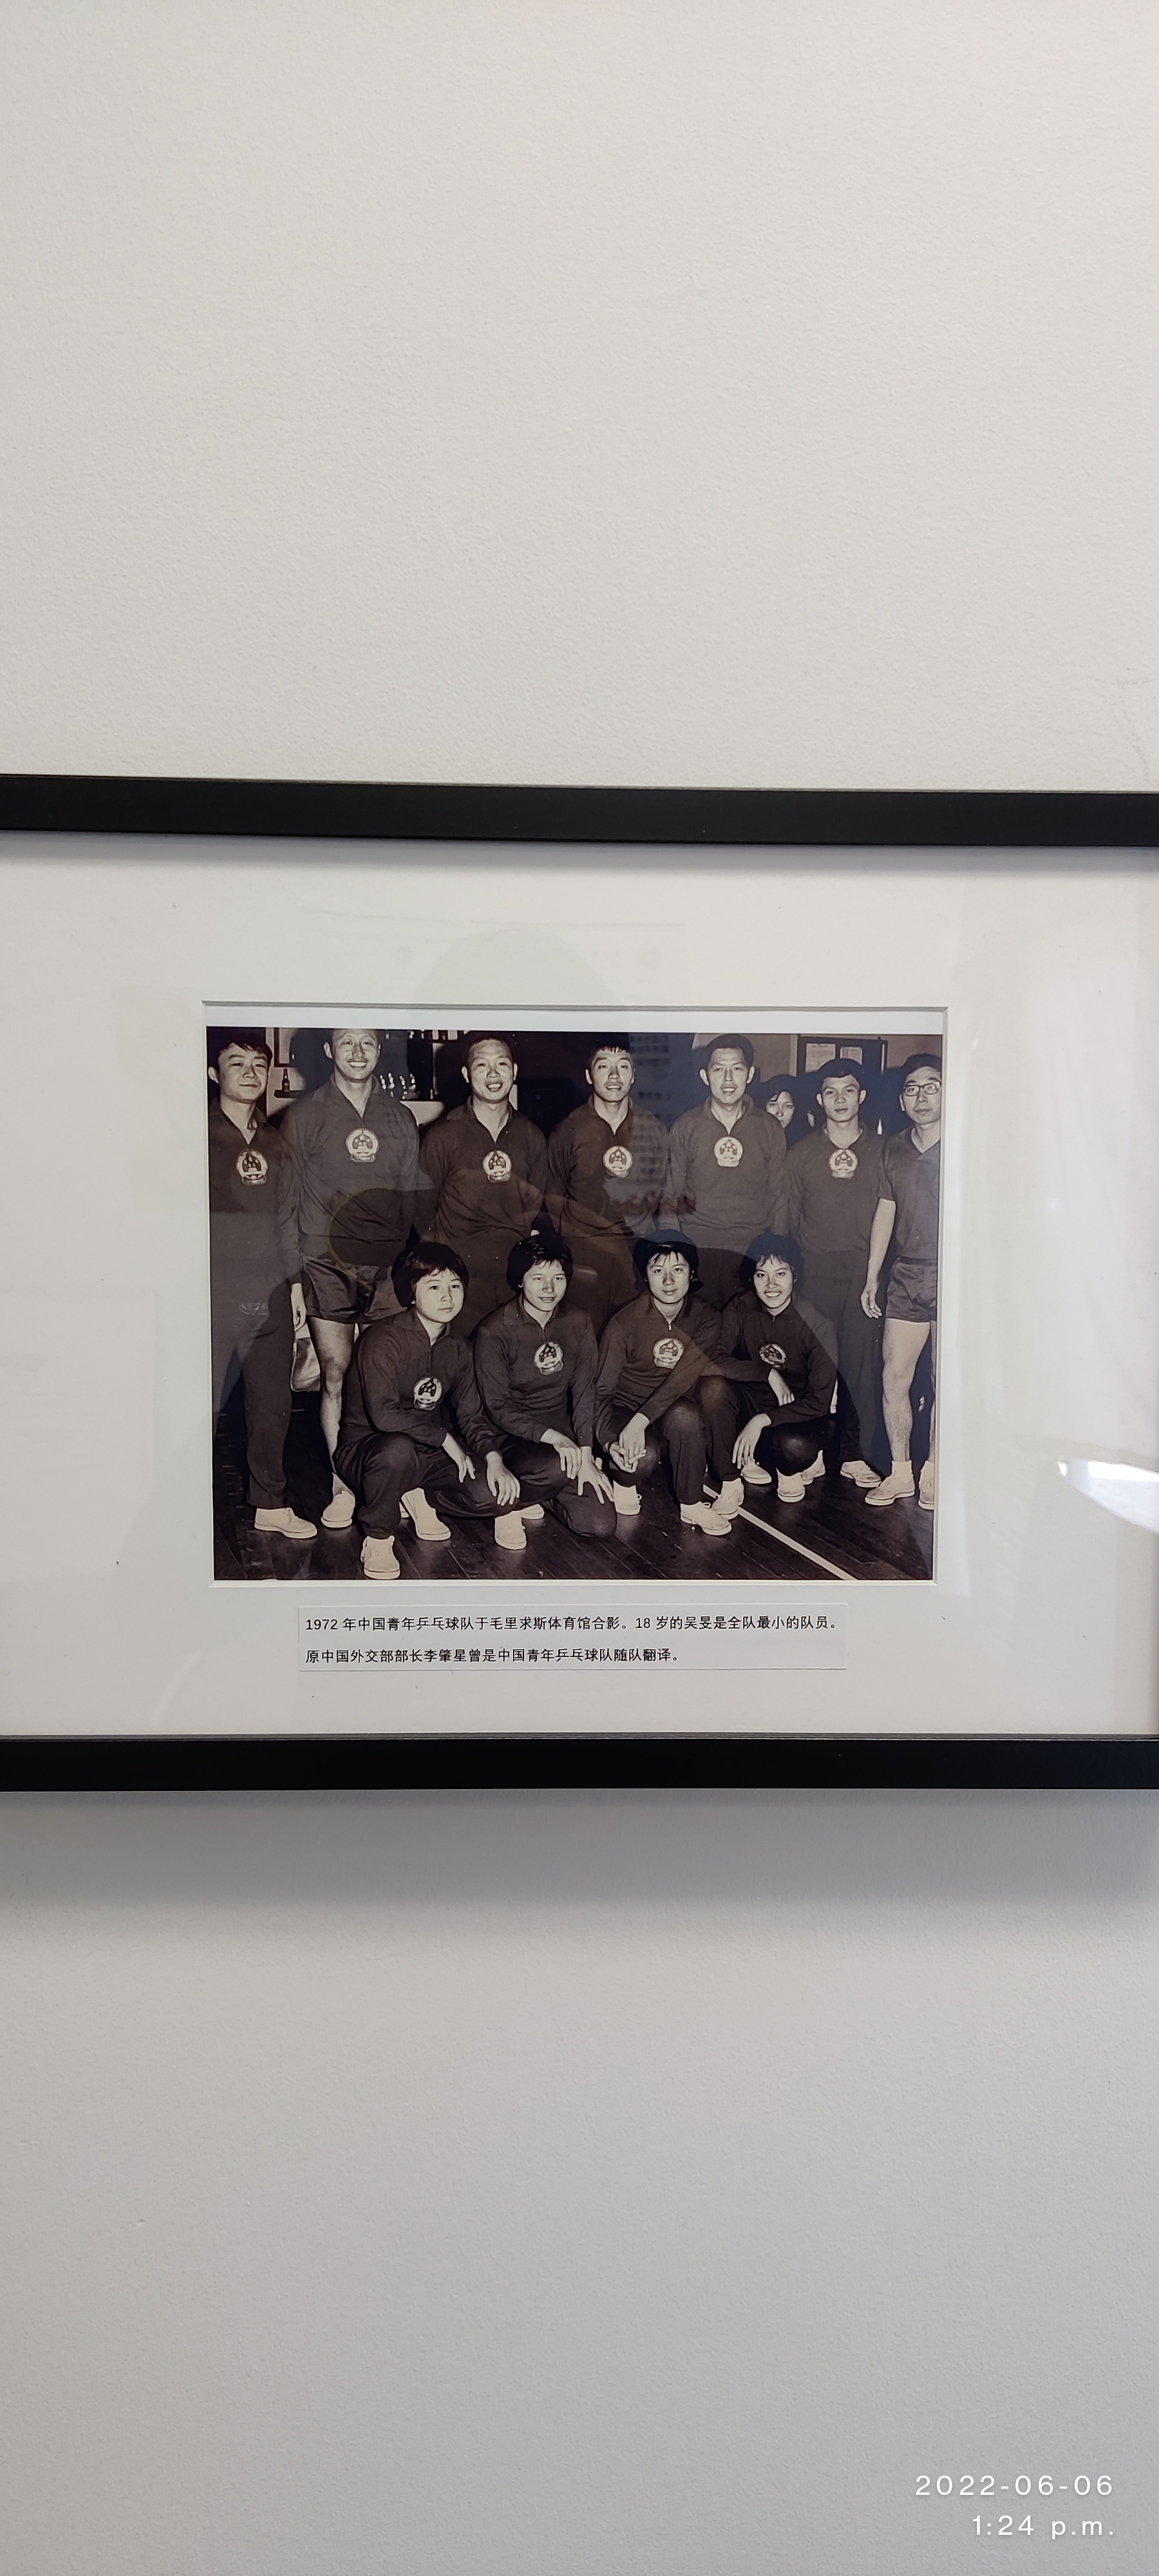 1972 年中国青年乒乓球队于毛里求斯体育馆合影。18 岁的吴旻是全队最小的队员。
原中国外交部部长李肇星曾是中国青年乒乓球队随队翻译。
2022-06-06
1:24 p.m.